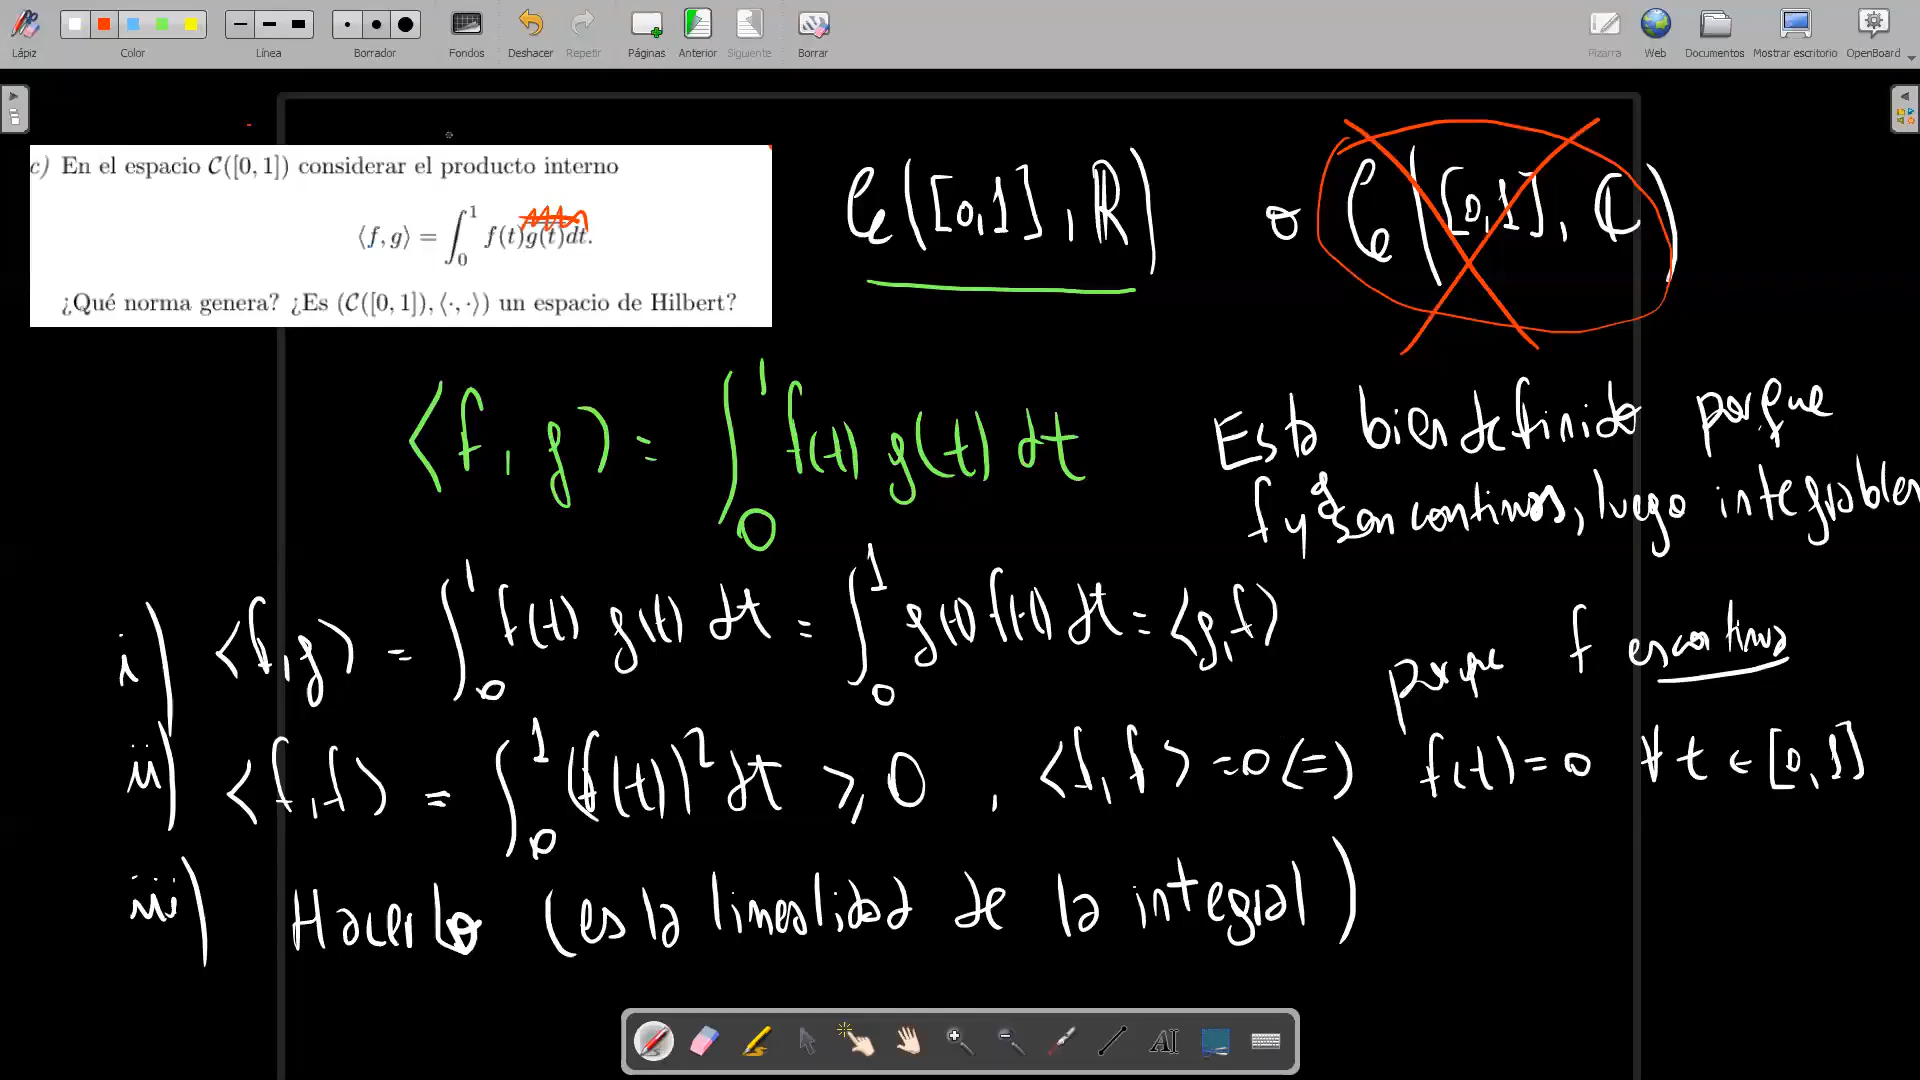 Lápiz Color Línea Borrador Fondos Deshacer Repetir Páginas Anterior Siguiente Borrar Pizarra Web Documentos Mostrar escritorio OpenBoard
c) En el espacio C([0, 1]) considerar el producto interno
⟨f, g⟩ = ∫₀¹ f(t)g(t)dt.
¿Qué norma genera? ¿Es (C([0, 1]), ⟨·, ·⟩) un espacio de Hilbert?
C([0,1], ℝ) o C([0,1], ℂ)
⟨f, g⟩ = ∫₀¹ f(t) g(t) dt
Esta bien definido porque
f y g son continuas, luego integrables
i) ⟨f,g⟩ = ∫₀¹ f(t) g(t) dt = ∫₀¹ g(t) f(t) dt = ⟨g,f⟩
porque f es continua
ii) ⟨f,f⟩ = ∫₀¹ (f(t))² dt ≥ 0 , ⟨f,f⟩ = 0 (=) f(t) = 0 ∀ t ∈ [0,1]
iii) Hacerlo (es la linealidad de la integral)
AI